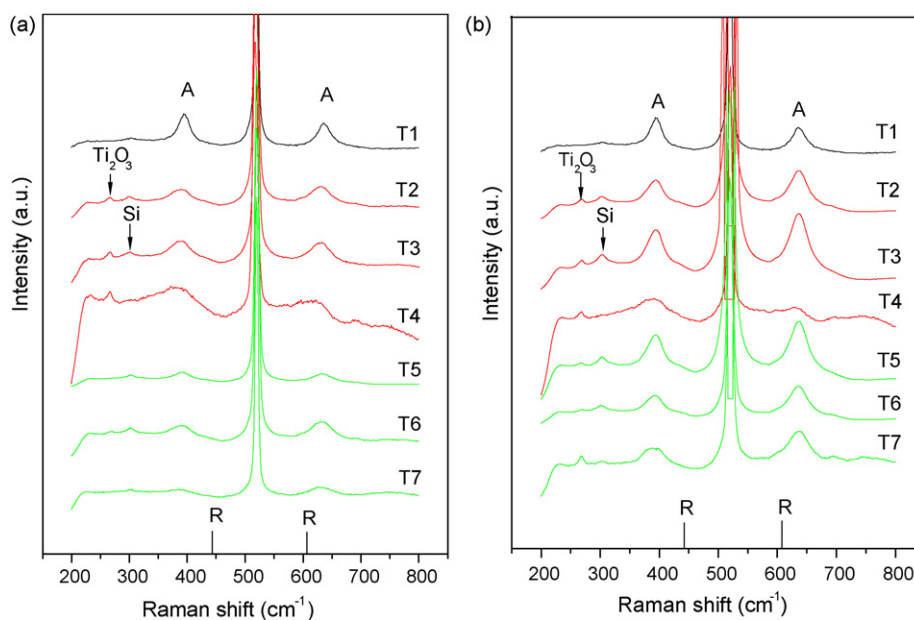 (a)
A
A
T1
Ti₂O₃
T2
Si
T3
T4
T5
T6
T7
R
R
200 300 400 500 600 700 800
Raman shift (cm⁻¹)
Intensity (a.u.)
(b)
A
A
T1
Ti₂O₃
T2
Si
T3
T4
T5
T6
T7
R
R
200 300 400 500 600 700 800
Raman shift (cm⁻¹)
Intensity (a.u.)